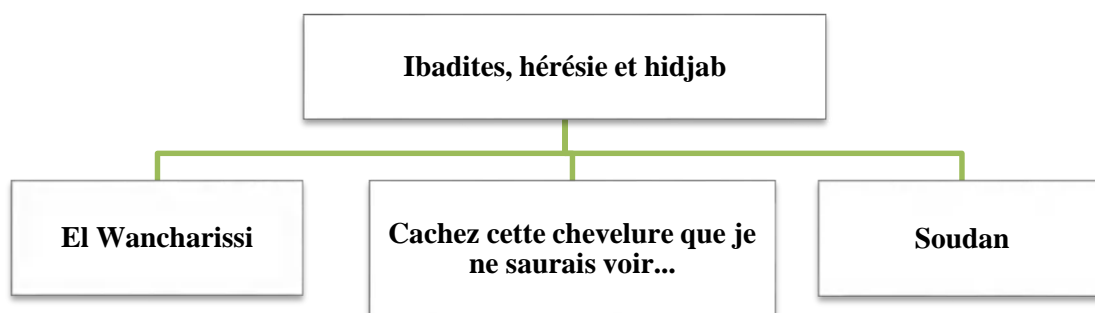 Ibadites, hérésie et hidjab
El Wancharissi
Cachez cette chevelure que je
ne saurais voir...
Soudan